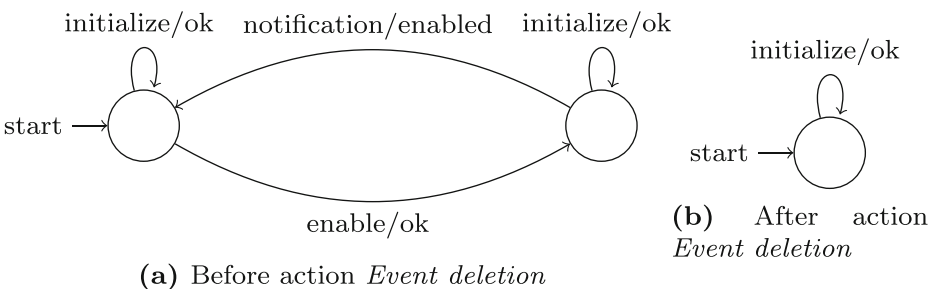 initialize/ok
notification/enabled
initialize/ok
start
enable/ok
(a) Before action Event deletion
initialize/ok
start
(b) After action
Event deletion